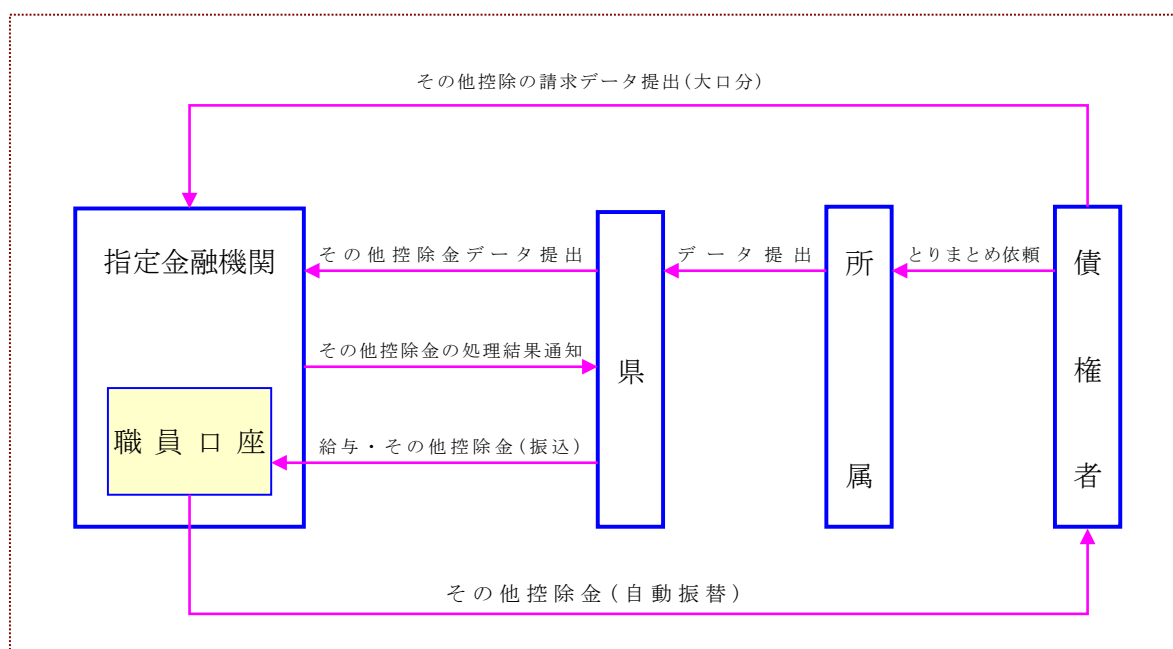 その他控除の請求データ提出(大口分)
指定金融機関
その他控除金データ提出
データ提出
とりまとめ依頼
その他控除金の処理結果通知
職員口座
給与・その他控除金(振込)
県
所属
債権者
その他控除金(自動振替)